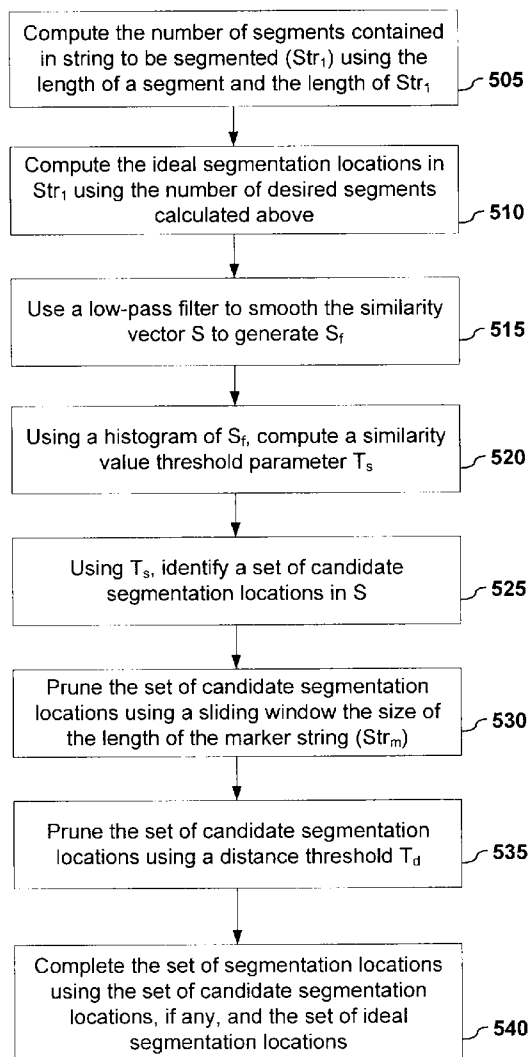 Compute the number of segments contained
in string to be segmented (Str₁) using the
length of a segment and the length of Str₁
505
Compute the ideal segmentation locations in
Str₁ using the number of desired segments
calculated above
510
Use a low-pass filter to smooth the similarity
vector S to generate S_f
515
Using a histogram of S_f, compute a similarity
value threshold parameter Tₛ
520
Using Tₛ, identify a set of candidate
segmentation locations in S
525
Prune the set of candidate segmentation
locations using a sliding window the size of
the length of the marker string (Strₘ)
530
Prune the set of candidate segmentation
locations using a distance threshold T_d
535
Complete the set of segmentation locations
using the set of candidate segmentation
locations, if any, and the set of ideal
segmentation locations
540